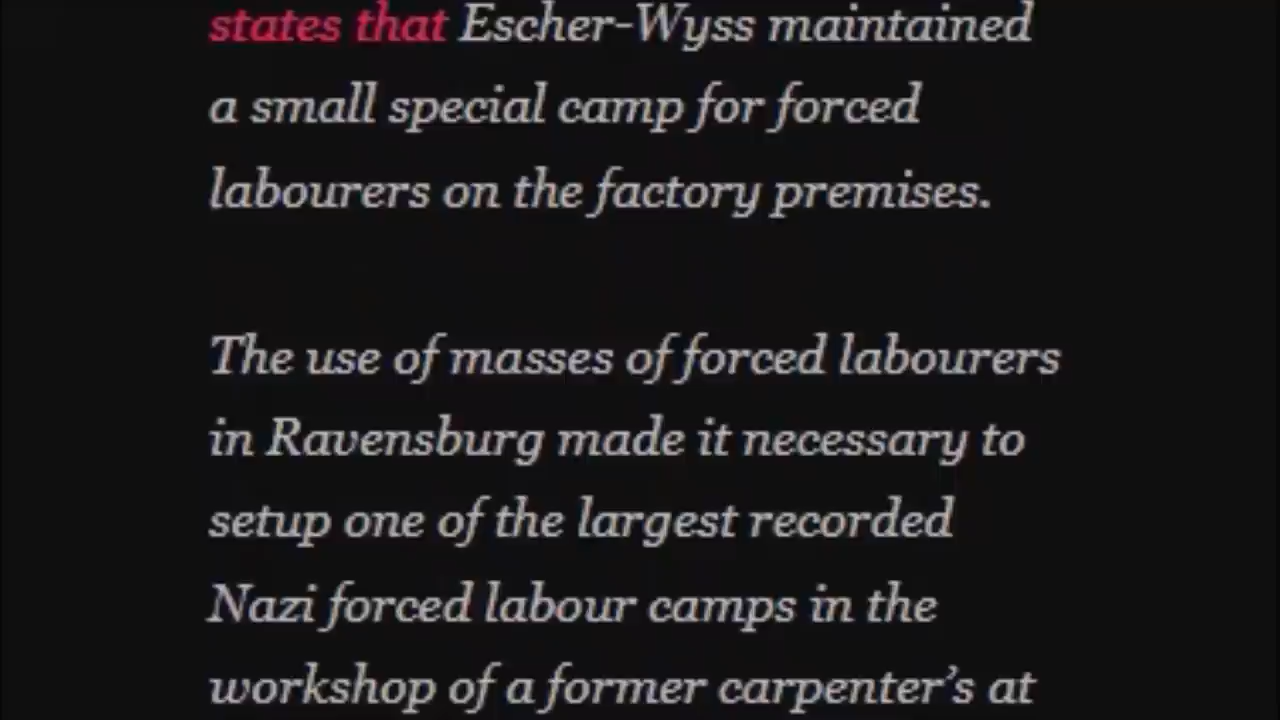 states that Escher-Wyss maintained
a small special camp for forced
labourers on the factory premises.
The use of masses of forced labourers
in Ravensburg made it necessary to
setup one of the largest recorded
Nazi forced labour camps in the
workshop of a former carpenter’s at